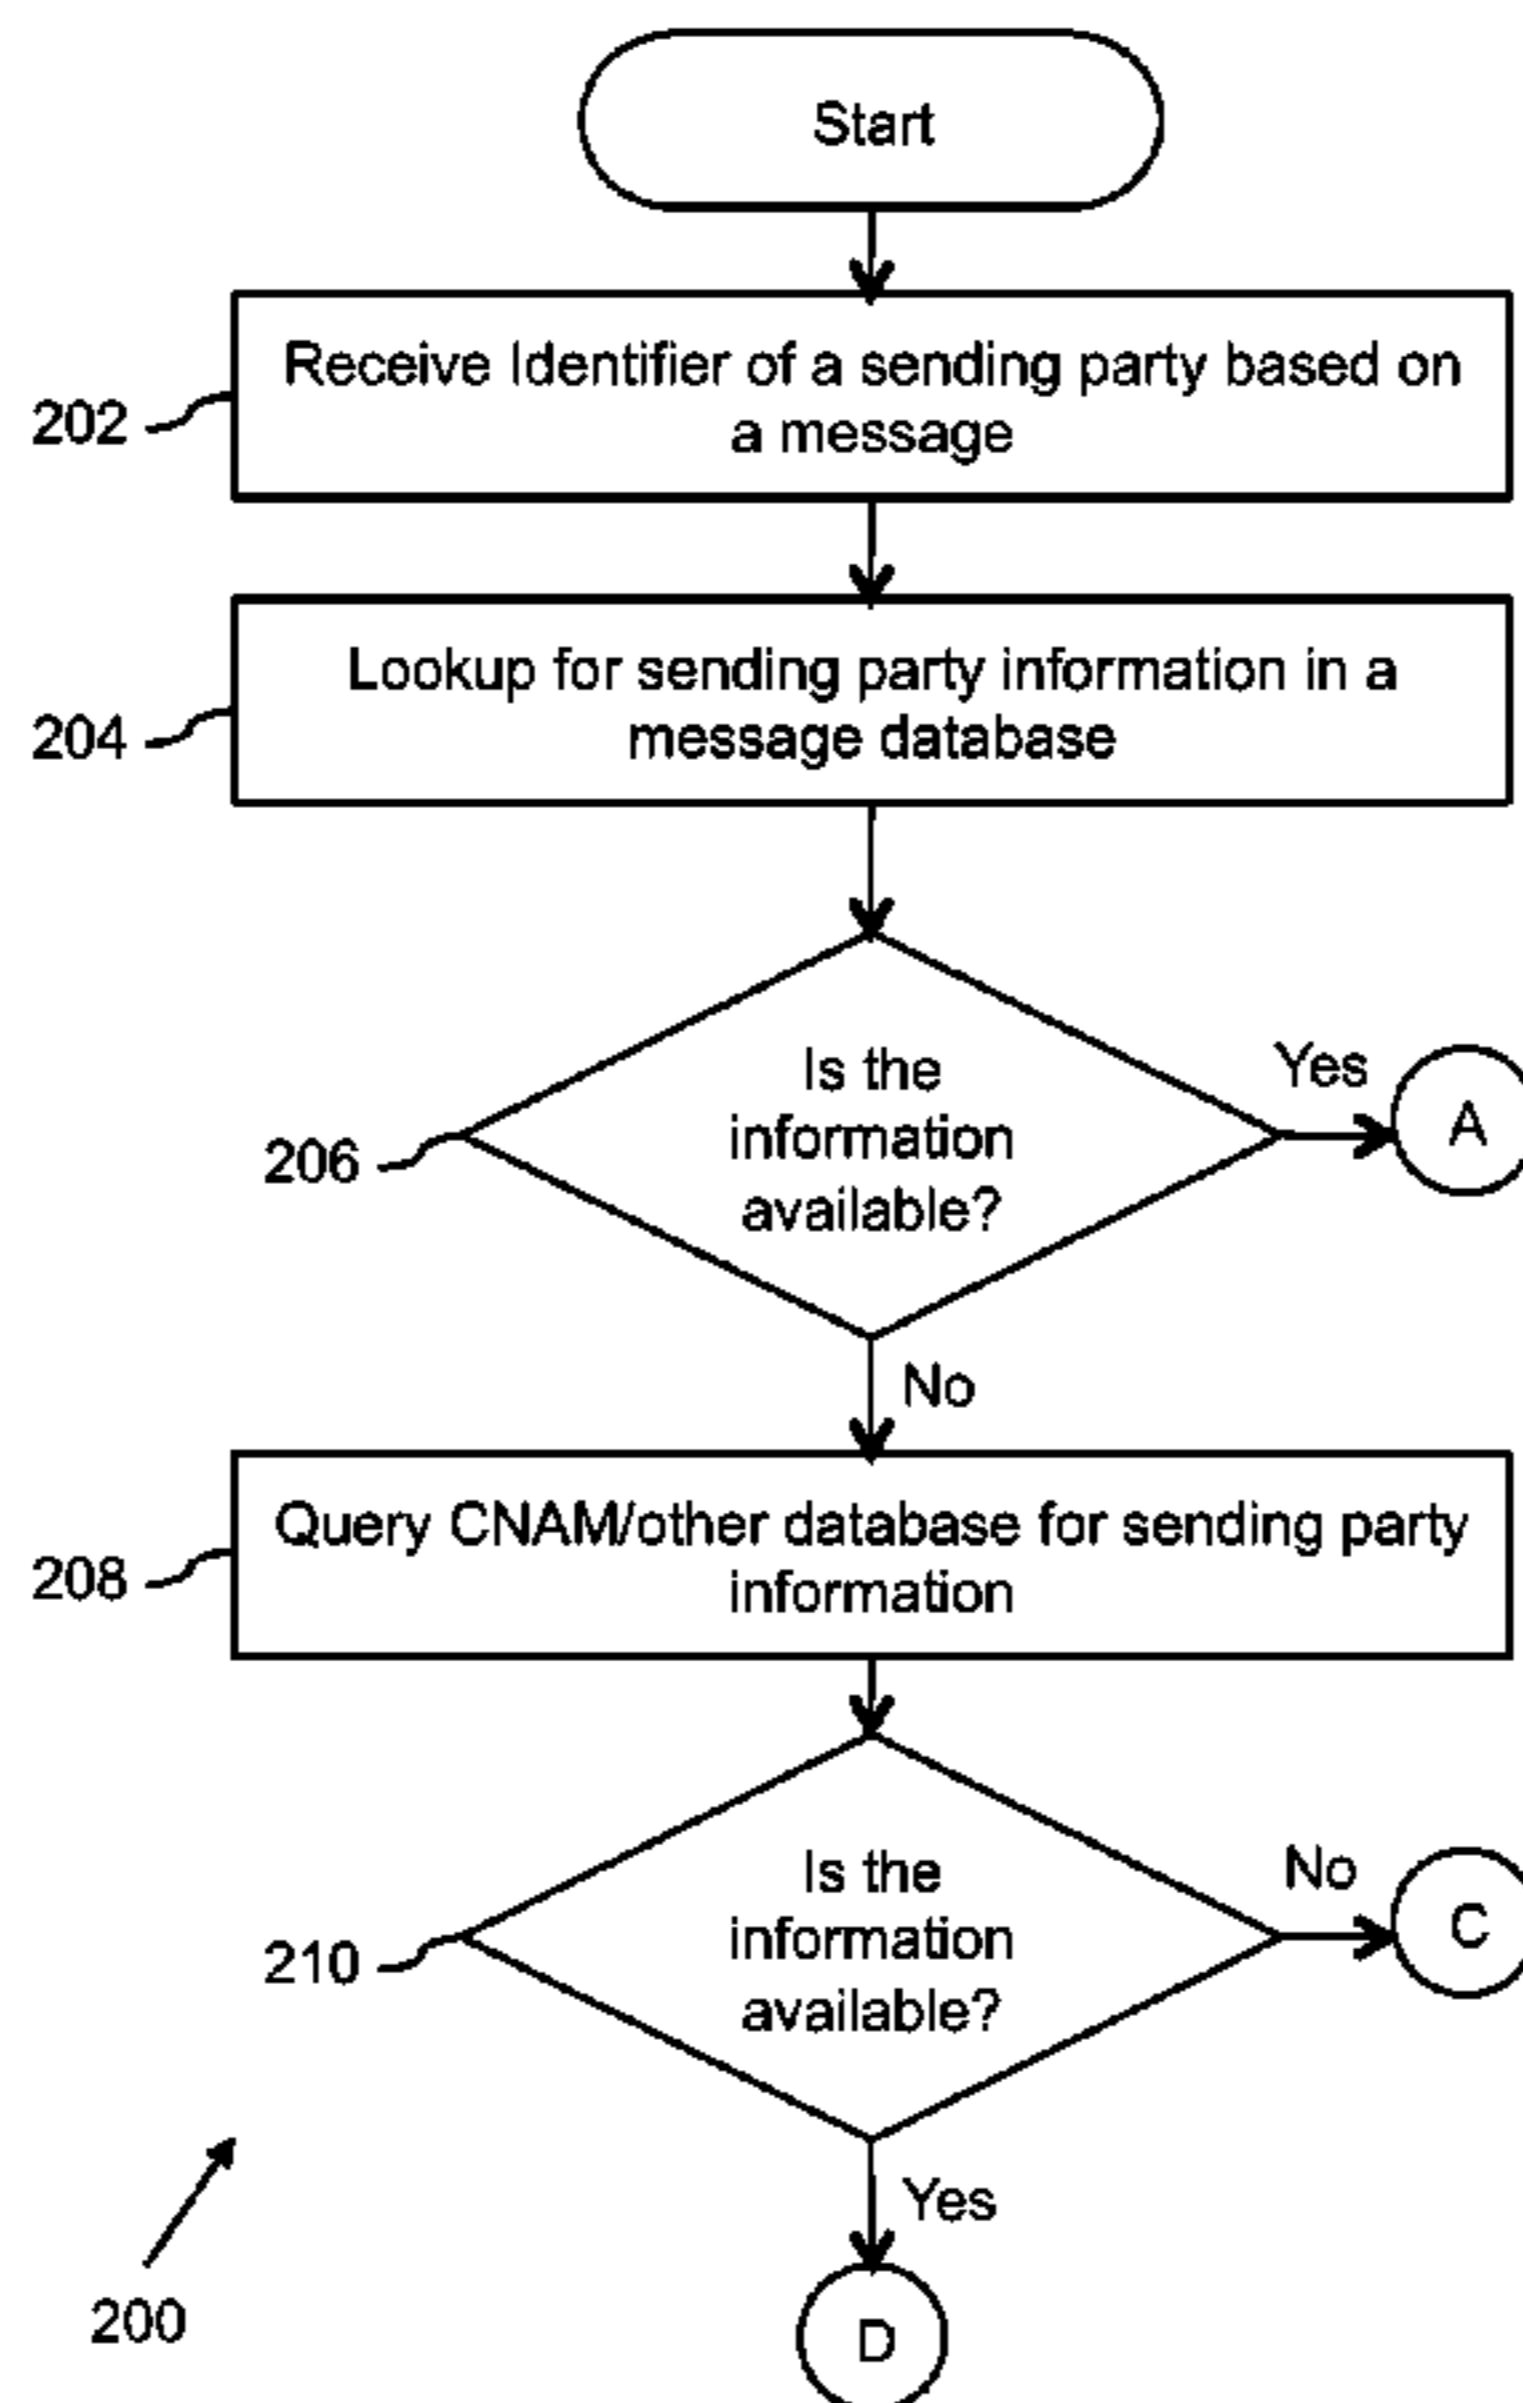 Start
202
Receive Identifier of a sending party based on
a message
204
Lookup for sending party information in a
message database
206
Is the
information
available?
Yes
A
No
208
Query CNAM/other database for sending party
information
210
Is the
information
available?
No
C
Yes
D
200